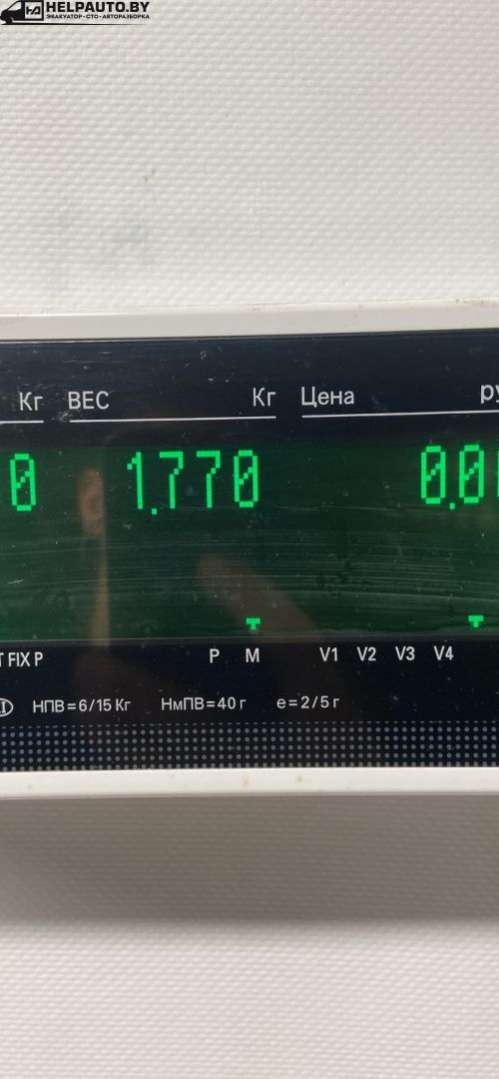 HELPAUTO.BY
ЭВАКУАТОР-СТО-АВТОРАЗБОРКА
Кг ВЕС Кг Цена
0 1.770 0.0
T FIX P P M V1 V2 V3 V4
НПВ=6/15 Кг НмПВ=40 г e=2/5 г